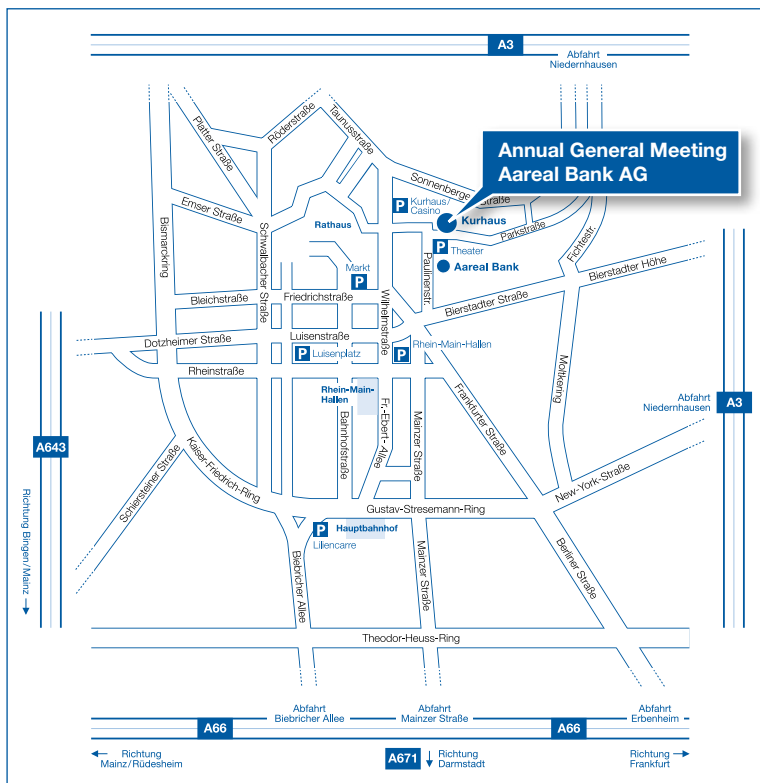 A3
Abfahrt
Niedernhausen
Annual General Meeting
Aareal Bank AG
Platter Straße
Röderstraße
Taunusstraße
Sonnenberge
Straße
P
Kurhaus/
Casino
Kurhaus
Parkstraße
Fichtestr.
Emser Straße
Rathaus
Bismarckring
Schwalbacher Straße
P
Theater
Aareal Bank
Paulinenstr.
Markt
P
Bierstadter Höhe
Bierstadter Straße
Bleichstraße
Friedrichstraße
Wilhelmstraße
Dotzheimer Straße
Luisenstraße
P
Luisenplatz
P
Rhein-Main-Hallen
Rheinstraße
Rhein-Main-
Hallen
Moltkering
Frankfurter Straße
Abfahrt
Niedernhausen
A3
A643
Bahnhofstraße
Fr.-Ebert-Allee
Mainzer Straße
Kaiser-Friedrich-Ring
Schiersteiner Straße
New-York-Straße
Richtung Bingen/Mainz
Gustav-Stresemann-Ring
P
Hauptbahnhof
Liliencarre
Biebricher Allee
Mainzer Straße
Berliner Straße
Theodor-Heuss-Ring
Abfahrt
Biebricher Allee
Abfahrt
Mainzer Straße
Abfahrt
Erbenheim
A66
A66
Richtung
Mainz/Rüdesheim
A671
Richtung
Darmstadt
Richtung
Frankfurt